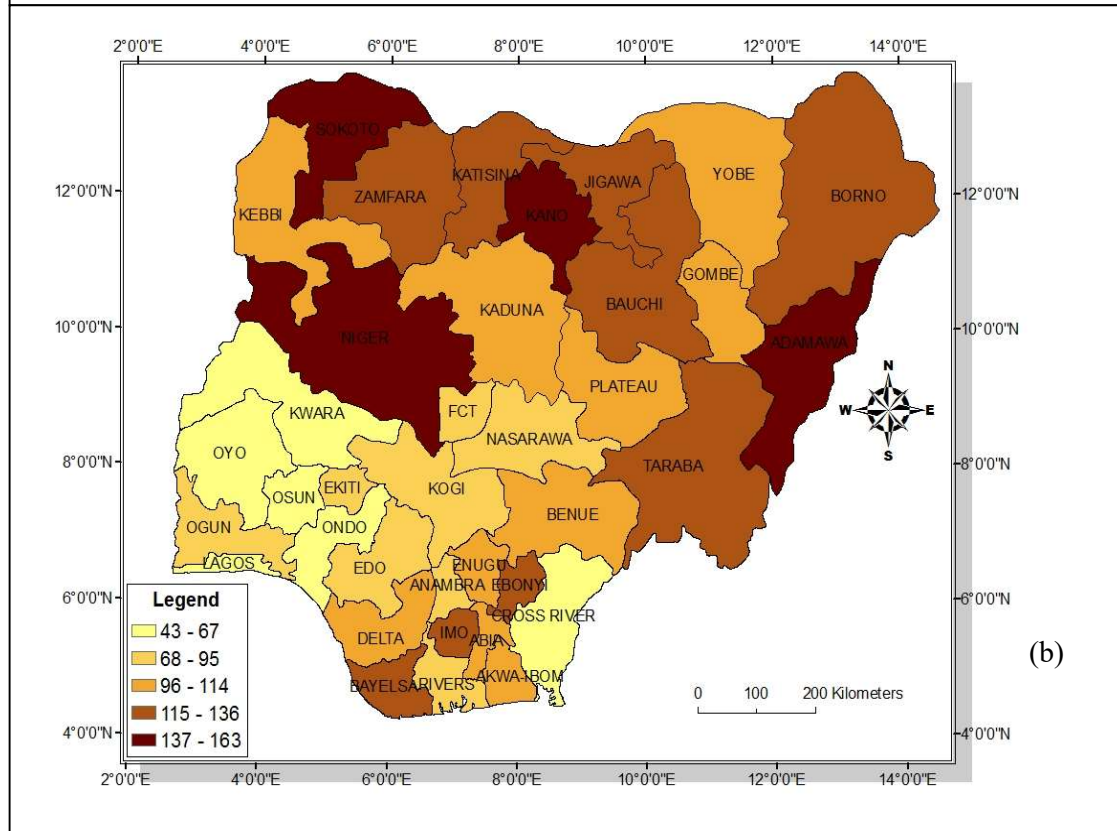 2°0'0"E 4°0'0"E 6°0'0"E 8°0'0"E 10°0'0"E 12°0'0"E 14°0'0"E
SOKOTO
12°0'0"N
KATISINA
JIGAWA
YOBE
12°0'0"N
ZAMFARA
BORNO
KEBBI
KANO
GOMBE
KADUNA
BAUCHI
10°0'0"N
NIGER
ADAMAWA
10°0'0"N
PLATEAU
N
W E
S
KWARA
FCT
NASARAWA
OYO
TARABA
8°0'0"N
8°0'0"N
OSUN
EKITI
KOGI
BENUE
OGUN
ONDO
LAGOS
EDO
ENUGU
ANAMBRA
EBONYI
6°0'0"N
6°0'0"N
CROSS RIVER
DELTA
IMO
ABIA
BAYELSA
RIVERS
AKWA-IBOM
Legend
43 - 67
68 - 95
96 - 114
115 - 136
137 - 163
0 100 200 Kilometers
(b)
4°0'0"N
4°0'0"N
2°0'0"E 4°0'0"E 6°0'0"E 8°0'0"E 10°0'0"E 12°0'0"E 14°0'0"E